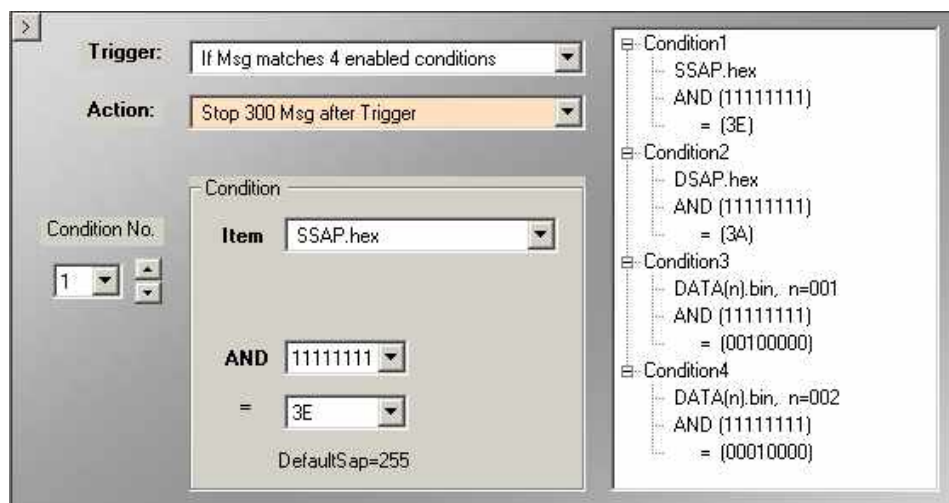 >
Trigger: If Msg matches 4 enabled conditions
Action: Stop 300 Msg after Trigger
Condition No.
1
Condition
Item SSAP.hex
AND 11111111
= 3E
DefaultSap=255
Condition1
SSAP.hex
AND (11111111)
= (3E)
Condition2
DSAP.hex
AND (11111111)
= (3A)
Condition3
DATA(n).bin, n=001
AND (11111111)
= (00100000)
Condition4
DATA(n).bin, n=002
AND (11111111)
= (00010000)